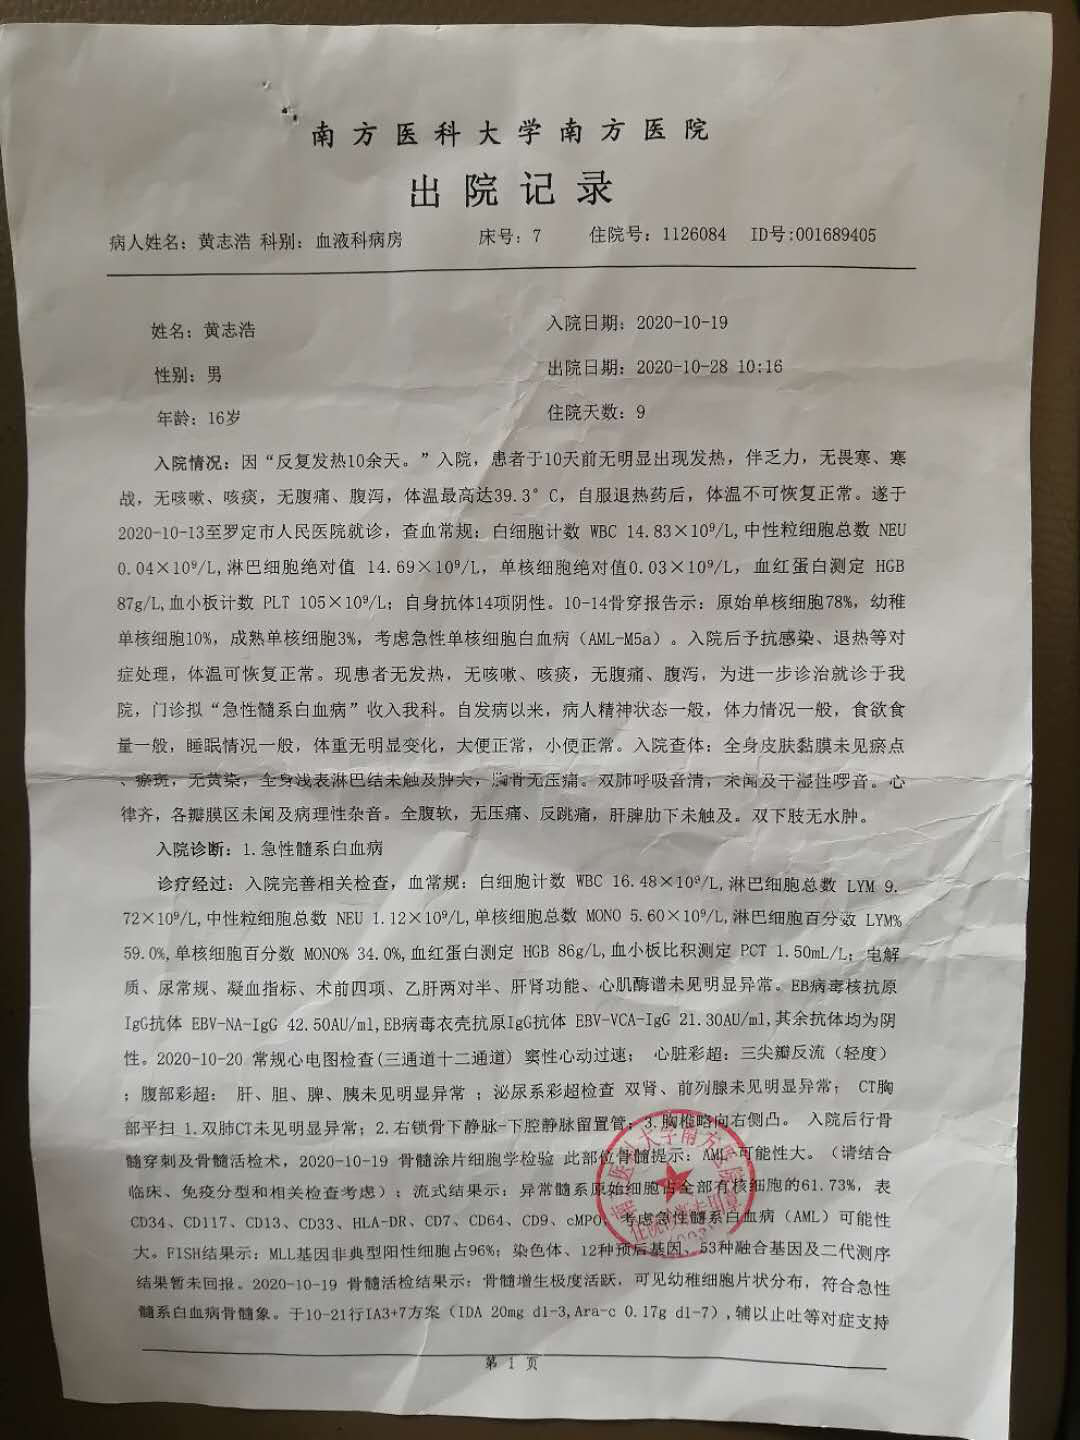 南方医科大学南方医院
出院记录
病人姓名：黄志浩 科别：血液科病房 床号：7 住院号：1126084 ID号:001689405
姓名：黄志浩 入院日期：2020-10-19
性别：男 出院日期：2020-10-28 10:16
年龄：16岁 住院天数：9
入院情况：因“反复发热10余天。”入院，患者于10天前无明显出现发热，伴乏力，无畏寒、寒
战，无咳嗽、咳痰，无腹痛、腹泻，体温最高达39.3°C，自服退热药后，体温不可恢复正常。遂于
2020-10-13至罗定市人民医院就诊，查血常规：白细胞计数 WBC 14.83×10⁹/L,中性粒细胞总数 NEU
0.04×10⁹/L,淋巴细胞绝对值 14.69×10⁹/L，单核细胞绝对值0.03×10⁹/L，血红蛋白测定 HGB
87g/L,血小板计数 PLT 105×10⁹/L；自身抗体14项阴性。10-14骨穿报告示：原始单核细胞78%，幼稚
单核细胞10%，成熟单核细胞3%，考虑急性单核细胞白血病（AML-M5a）。入院后予抗感染、退热等对
症处理，体温可恢复正常。现患者无发热，无咳嗽、咳痰，无腹痛、腹泻，为进一步诊治就诊于我
院，门诊拟“急性髓系白血病”收入我科。自发病以来，病人精神状态一般，体力情况一般，食欲食
量一般，睡眠情况一般，体重无明显变化，大便正常，小便正常。入院查体：全身皮肤黏膜未见瘀点
、瘀斑，无黄染，全身浅表淋巴结未触及肿大，胸骨无压痛。双肺呼吸音清，未闻及干湿性啰音。心
律齐，各瓣膜区未闻及病理性杂音。全腹软，无压痛、反跳痛，肝脾肋下未触及。双下肢无水肿。
入院诊断：1.急性髓系白血病
诊疗经过：入院完善相关检查，血常规：白细胞计数 WBC 16.48×10⁹/L,淋巴细胞总数 LYM 9.
72×10⁹/L,中性粒细胞总数 NEU 1.12×10⁹/L,单核细胞总数 MONO 5.60×10⁹/L,淋巴细胞百分数 LYM%
59.0%,单核细胞百分数 MONO% 34.0%,血红蛋白测定 HGB 86g/L,血小板比积测定 PCT 1.50mL/L；电解
质、尿常规、凝血指标、术前四项、乙肝两对半、肝肾功能、心肌酶谱未见明显异常。EB病毒核抗原
IgG抗体 EBV-NA-IgG 42.50AU/ml,EB病毒衣壳抗原IgG抗体 EBV-VCA-IgG 21.30AU/ml,其余抗体均为阴
性。2020-10-20 常规心电图检查(三通道十二通道) 窦性心动过速； 心脏彩超：三尖瓣反流（轻度）
；腹部彩超： 肝、胆、脾、胰未见明显异常 ；泌尿系彩超检查 双肾、前列腺未见明显异常； CT胸
部平扫 1.双肺CT未见明显异常；2.右锁骨下静脉-下腔静脉留置管；3.胸椎略向右侧凸。 入院后行骨
髓穿刺及骨髓活检术，2020-10-19 骨髓涂片细胞学检验 此部位骨髓提示：AML 可能性大。（请结合
临床、免疫分型和相关检查考虑）；流式结果示：异常髓系原始细胞占全部有核细胞的61.73%，表
CD34、CD117、CD13、CD33、HLA-DR、CD7、CD64、CD9、cMPO，考虑急性髓系白血病（AML）可能性
大。FISH结果示：MLL基因非典型阳性细胞占96%；染色体、12种预后基因、53种融合基因及二代测序
结果暂未回报。2020-10-19 骨髓活检结果示：骨髓增生极度活跃，可见幼稚细胞片状分布，符合急性
髓系白血病骨髓象。于10-21行IA3+7方案（IDA 20mg d1-3,Ara-c 0.17g d1-7）,辅以止吐等对症支持
第 1 页